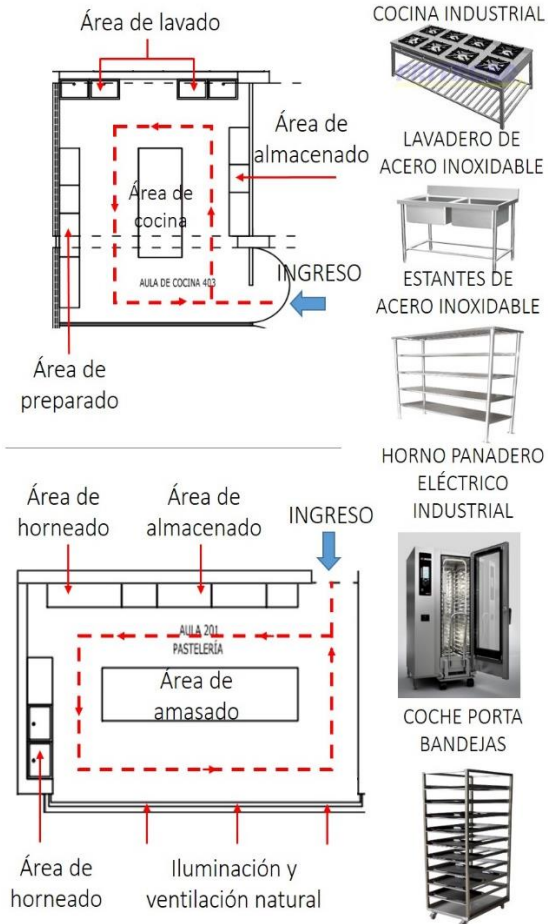 Área de lavado
COCINA INDUSTRIAL
Área de
almacenado
LAVADERO DE
ACERO INOXIDABLE
Área de
cocina
AULA DE COCINA 403
INGRESO
ESTANTES DE
ACERO INOXIDABLE
Área de
preparado
HORNO PANADERO
ELÉCTRICO
INDUSTRIAL
Área de
horneado
Área de
almacenado
INGRESO
AULA 201
PASTELERÍA
Área de
amasado
COCHE PORTA
BANDEJAS
Área de
horneado
Iluminación y
ventilación natural